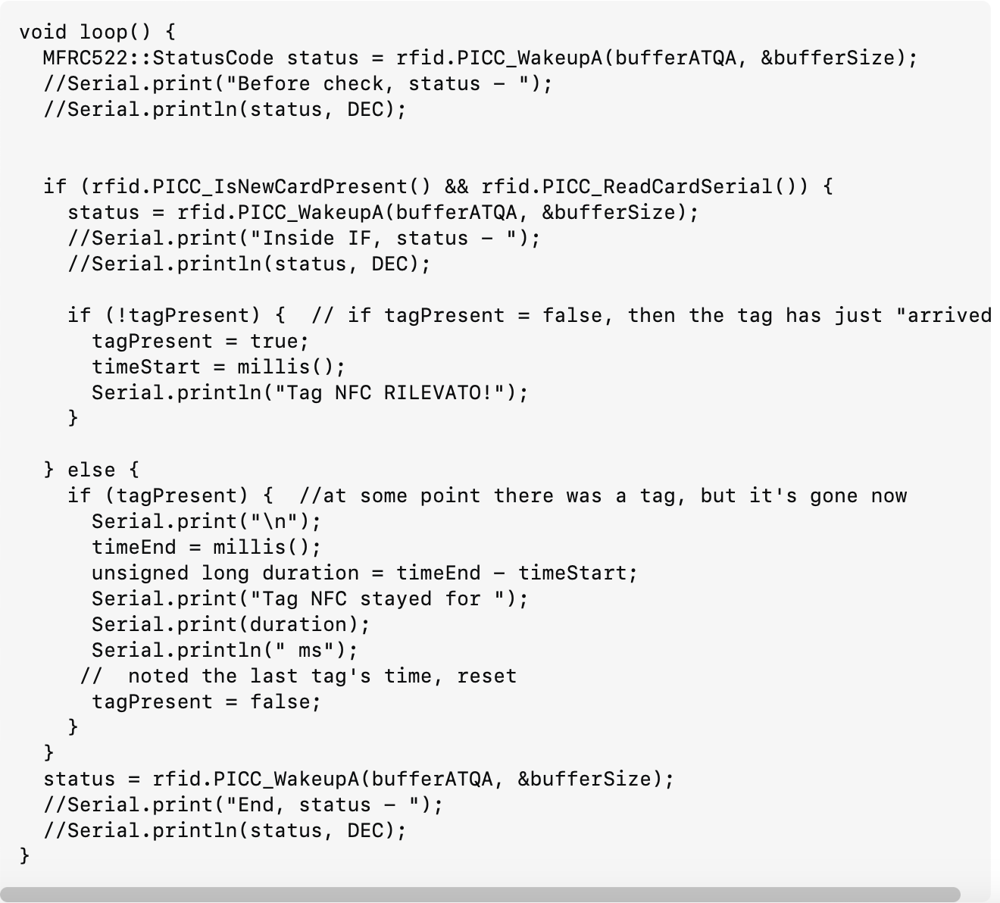 void loop() {
  MFRC522::StatusCode status = rfid.PICC_WakeupA(bufferATQA, &bufferSize);
  //Serial.print("Before check, status – ");
  //Serial.println(status, DEC);
  if (rfid.PICC_IsNewCardPresent() && rfid.PICC_ReadCardSerial()) {
    status = rfid.PICC_WakeupA(bufferATQA, &bufferSize);
    //Serial.print("Inside IF, status – ");
    //Serial.println(status, DEC);
    if (!tagPresent) {  // if tagPresent = false, then the tag has just "arrived
      tagPresent = true;
      timeStart = millis();
      Serial.println("Tag NFC RILEVATO!");
    }
  } else {
    if (tagPresent) {  //at some point there was a tag, but it's gone now
      Serial.print("\n");
      timeEnd = millis();
      unsigned long duration = timeEnd – timeStart;
      Serial.print("Tag NFC stayed for ");
      Serial.print(duration);
      Serial.println(" ms");
     //  noted the last tag's time, reset
      tagPresent = false;
    }
  }
  status = rfid.PICC_WakeupA(bufferATQA, &bufferSize);
  //Serial.print("End, status – ");
  //Serial.println(status, DEC);
}